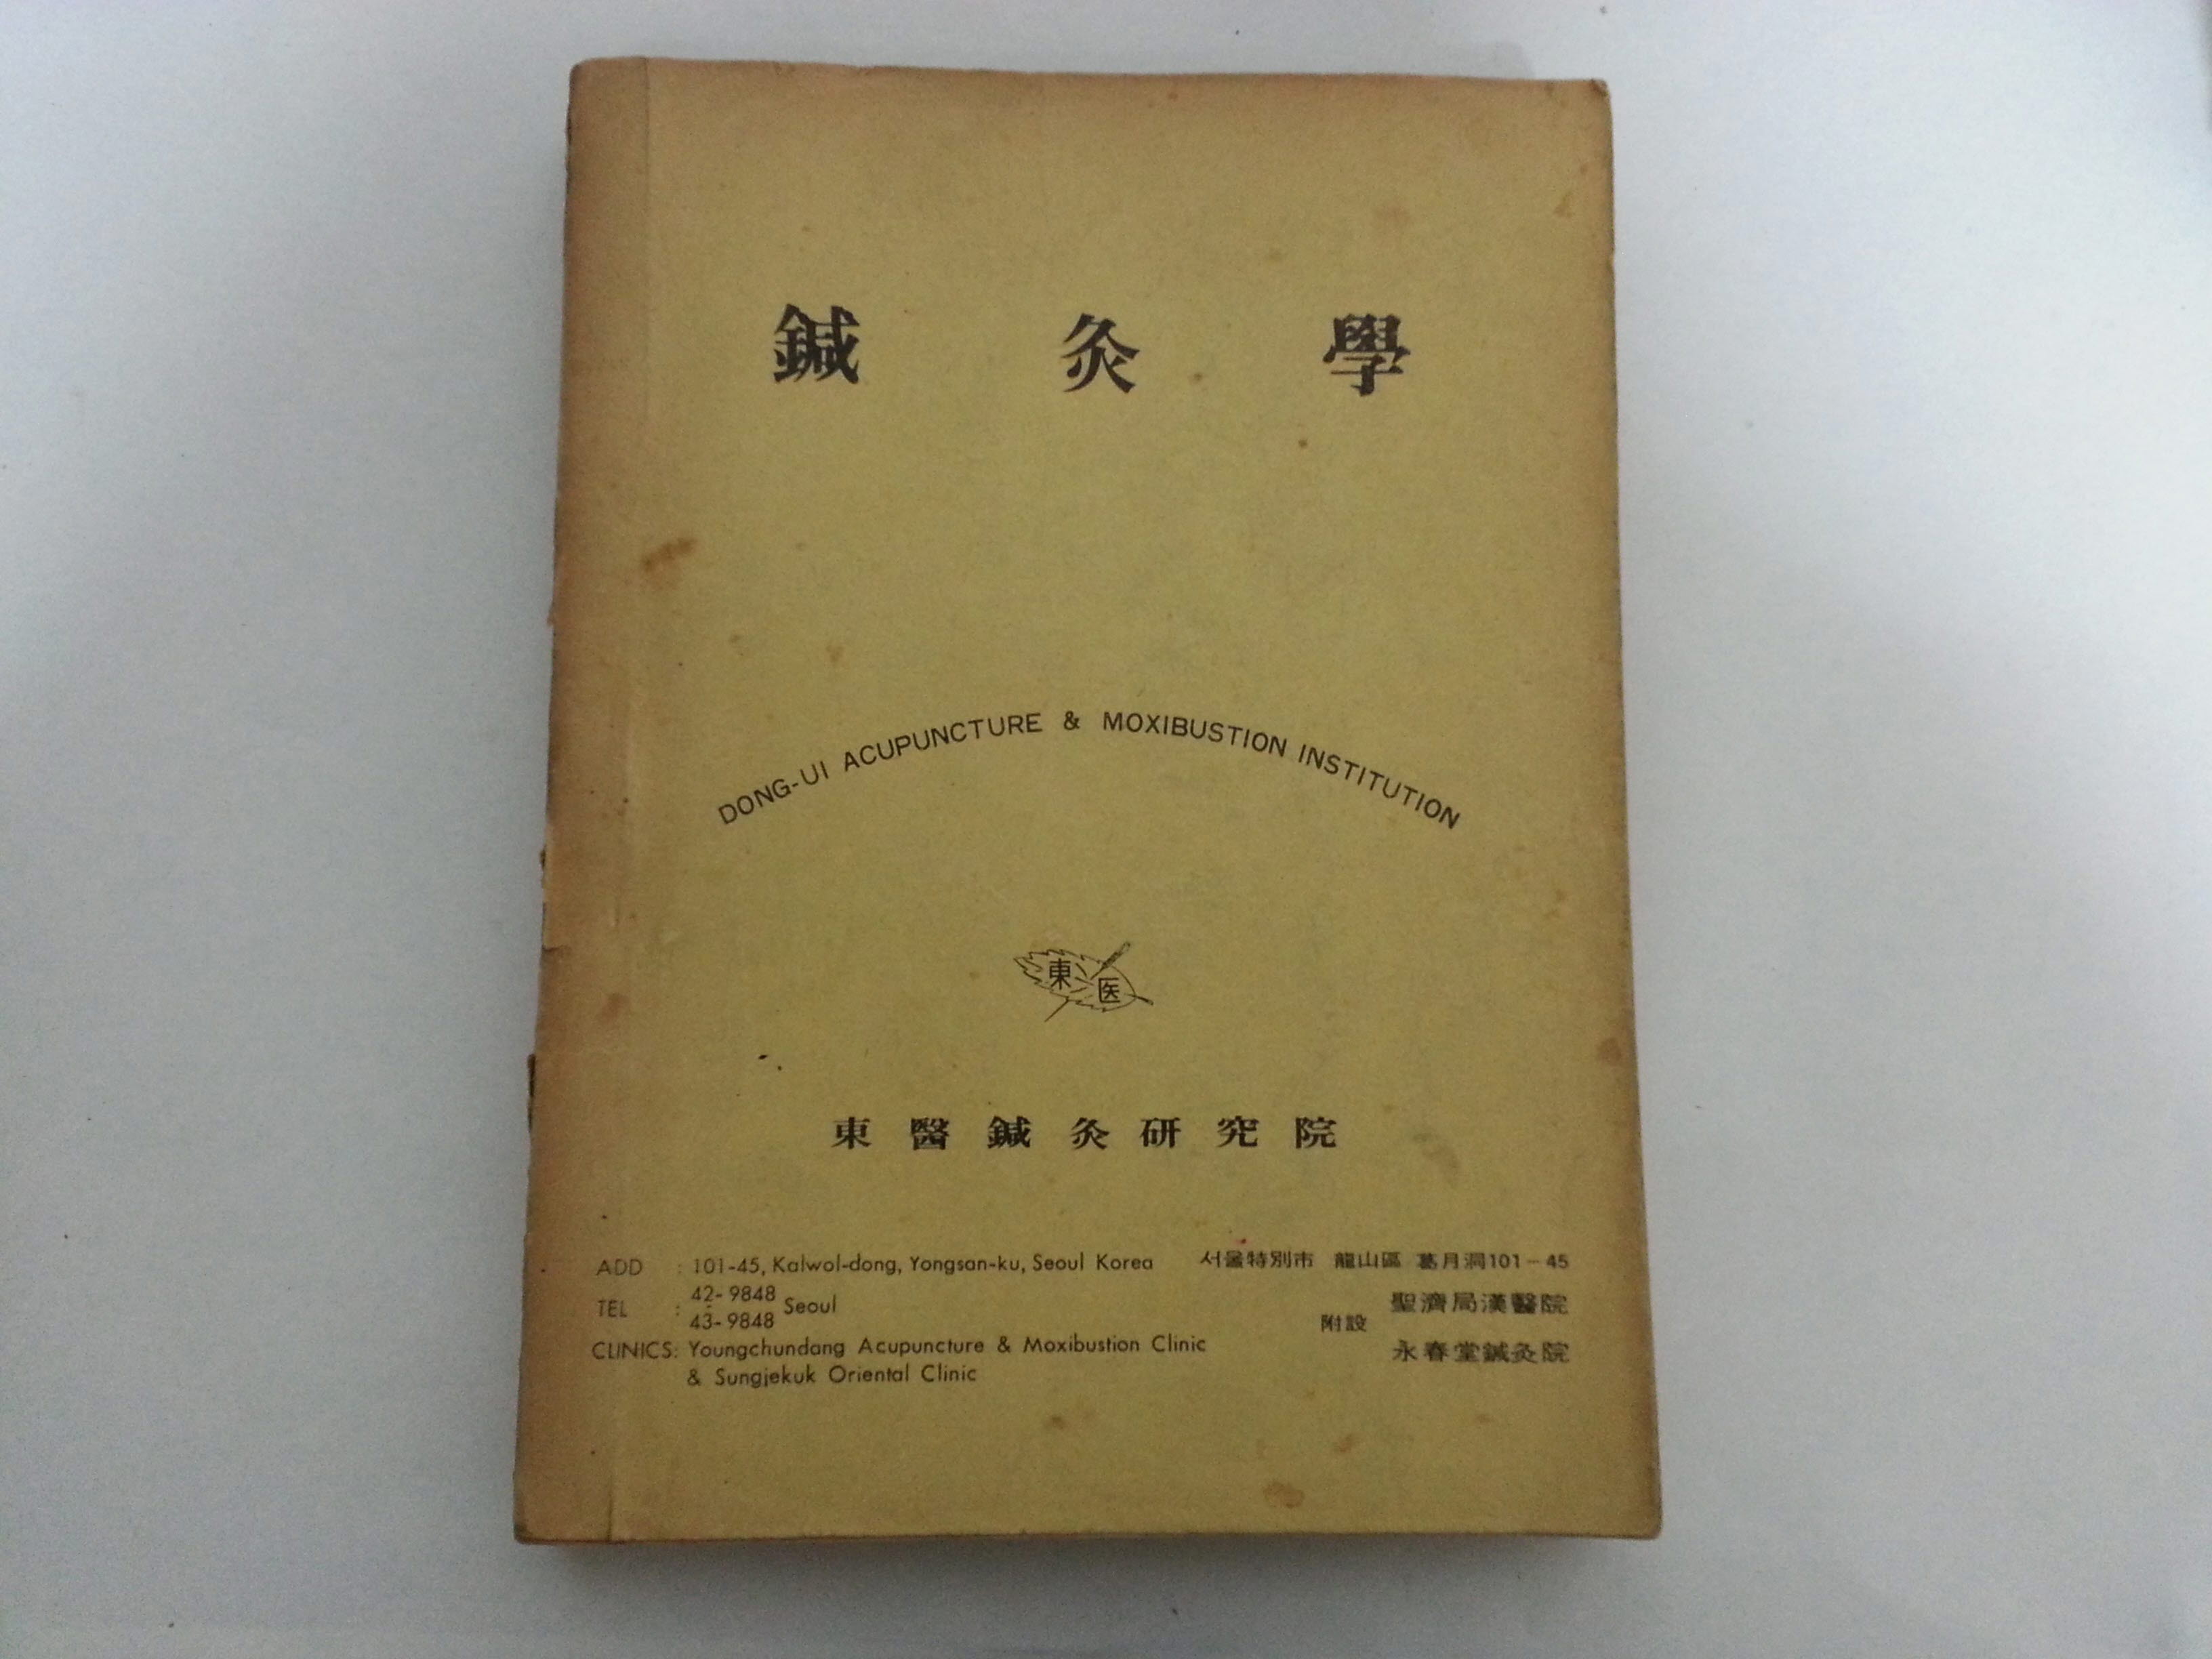 鍼灸學
DONG-UI ACUPUNCTURE & MOXIBUSTION INSTITUTION
東医
東醫鍼灸研究院
ADD : 101-45, Kalwol-dong, Yongsan-ku, Seoul Korea
TEL : 42-9848
43-9848 Seoul
CLINICS: Youngchundang Acupuncture & Moxibustion Clinic
& Sungjekuk Oriental Clinic
서울特別市 龍山區 葛月洞101-45
附設 聖濟局漢醫院
永春堂鍼灸院